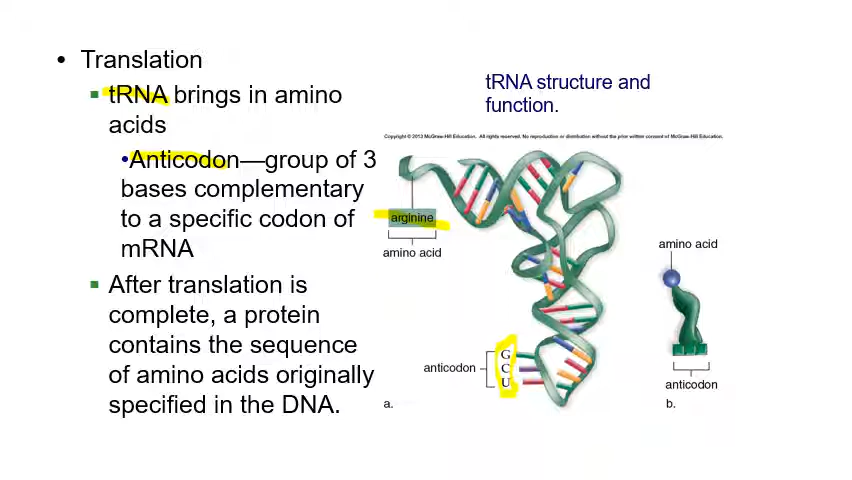 • Translation
▪ tRNA brings in amino
acids
•Anticodon—group of 3
bases complementary
to a specific codon of
mRNA
▪ After translation is
complete, a protein
contains the sequence
of amino acids originally
specified in the DNA.
tRNA structure and
function.
Copyright © 2013 McGraw-Hill Education. All rights reserved. No reproduction or distribution without the prior written consent of McGraw-Hill Education.
arginine
amino acid
anticodon
G
C
U
a.
amino acid
anticodon
b.